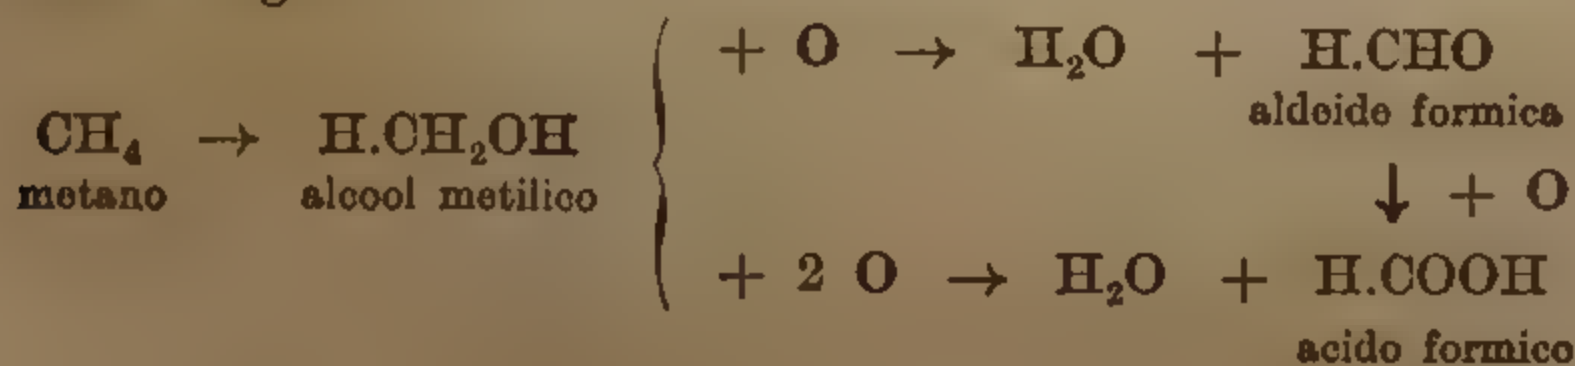 + O → H₂O + H.CHO
aldeide formica
CH₄ → H.CH₂OH
metano alcool metilico
↓ + O
+ 2 O → H₂O + H.COOH
acido formico